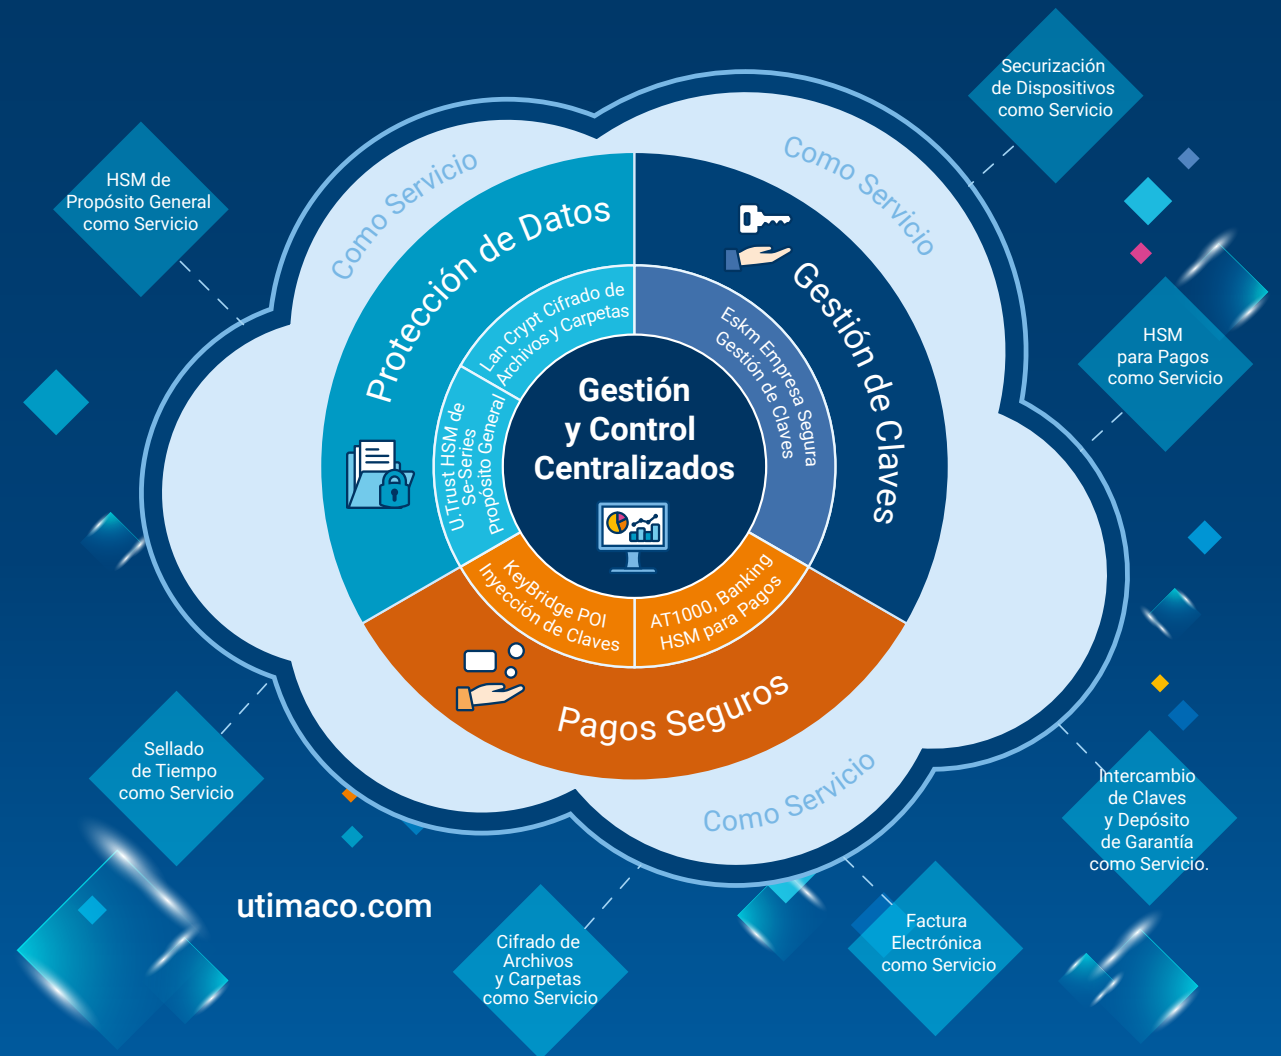 Securización
de Dispositivos
como Servicio
HSM de
Propósito General
como Servicio
Como Servicio
Como Servicio
Protección de Datos
Gestión de Claves
Lan Crypt Cifrado de
Archivos y Carpetas
Eskm Empresa Segura
Gestión de Claves
HSM
para Pagos
como Servicio
Gestión
y Control
Centralizados
U.Trust HSM de
Se-Series
Propósito General
KeyBridge POI
Inyección de Claves
AT1000, Banking
HSM para Pagos
Pagos Seguros
Como Servicio
Sellado
de Tiempo
como Servicio
Intercambio
de Claves
y Depósito
de Garantía
como Servicio.
utimaco.com
Cifrado de
Archivos
y Carpetas
como Servicio
Factura
Electrónica
como Servicio